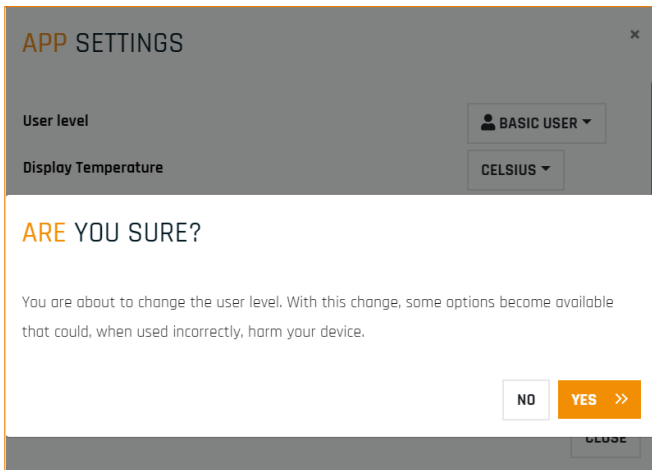 APP SETTINGS
×
User level
BASIC USER
Display Temperature
CELSIUS
ARE YOU SURE?
You are about to change the user level. With this change, some options become available
that could, when used incorrectly, harm your device.
NO
YES »
CLOSE